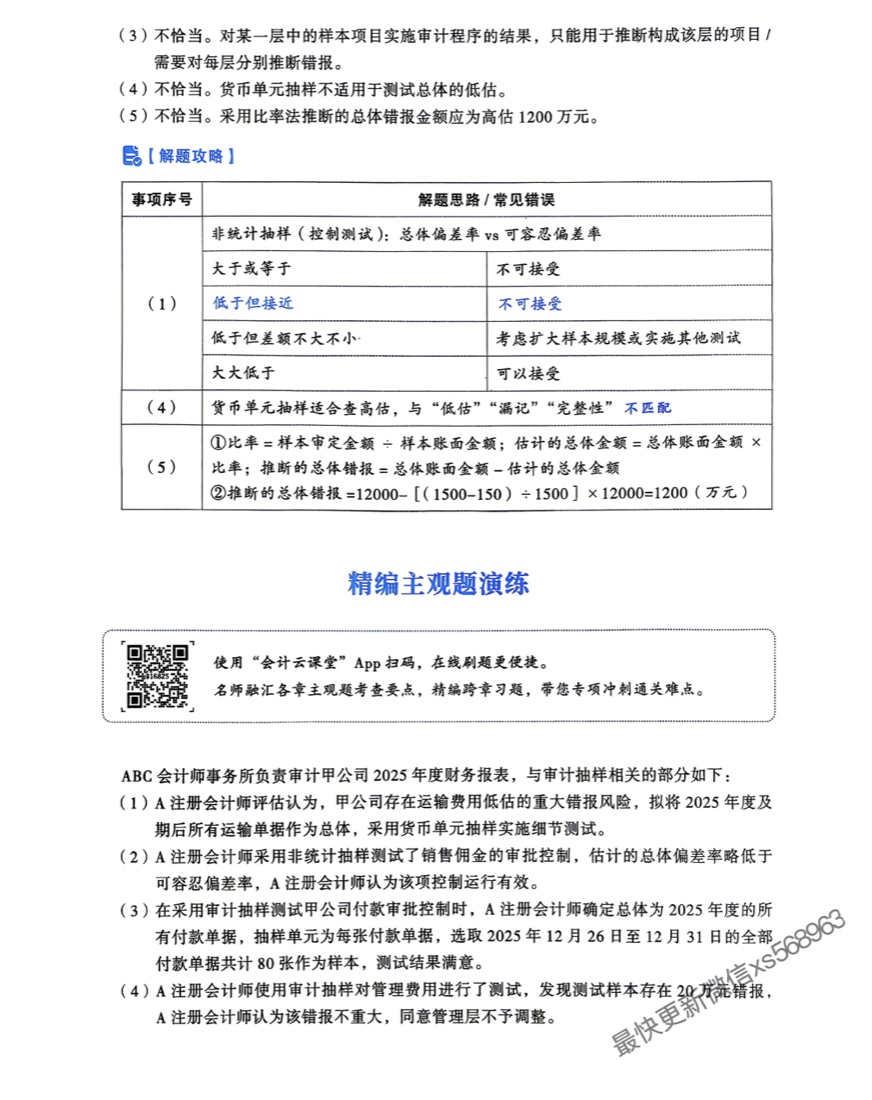 （3）不恰当。对某一层中的样本项目实施审计程序的结果，只能用于推断构成该层的项目 /
需要对每层分别推断错报。
（4）不恰当。货币单元抽样不适用于测试总体的低估。
（5）不恰当。采用比率法推断的总体错报金额应为高估 1200 万元。
【解题攻略】
事项序号 解题思路 / 常见错误
（1）
非统计抽样（控制测试）：总体偏差率 vs 可容忍偏差率
大于或等于 不可接受
低于但接近 不可接受
低于但差额不大不小 考虑扩大样本规模或实施其他测试
大大低于 可以接受
（4） 货币单元抽样适合查高估，与“低估”“漏记”“完整性”不匹配
（5）
①比率 = 样本审定金额 ÷ 样本账面金额；估计的总体金额 = 总体账面金额 ×
比率；推断的总体错报 = 总体账面金额 – 估计的总体金额
②推断的总体错报 =12000–［（1500–150）÷1500］×12000=1200（万元）
精编主观题演练
使用“会计云课堂”App 扫码，在线刷题更便捷。
名师融汇各章主观题考查要点，精编跨章习题，带您专项冲刺通关难点。
ABC 会计师事务所负责审计甲公司 2025 年度财务报表，与审计抽样相关的部分如下：
（1）A 注册会计师评估认为，甲公司存在运输费用低估的重大错报风险，拟将 2025 年度及
期后所有运输单据作为总体，采用货币单元抽样实施细节测试。
（2）A 注册会计师采用非统计抽样测试了销售佣金的审批控制，估计的总体偏差率略低于
可容忍偏差率，A 注册会计师认为该项控制运行有效。
（3）在采用审计抽样测试甲公司付款审批控制时，A 注册会计师确定总体为 2025 年度的所
有付款单据，抽样单元为每张付款单据，选取 2025 年 12 月 26 日至 12 月 31 日的全部
付款单据共计 80 张作为样本，测试结果满意。
（4）A 注册会计师使用审计抽样对管理费用进行了测试，发现测试样本存在 20 万元错报，
A 注册会计师认为该错报不重大，同意管理层不予调整。
最快更新微信xs568963